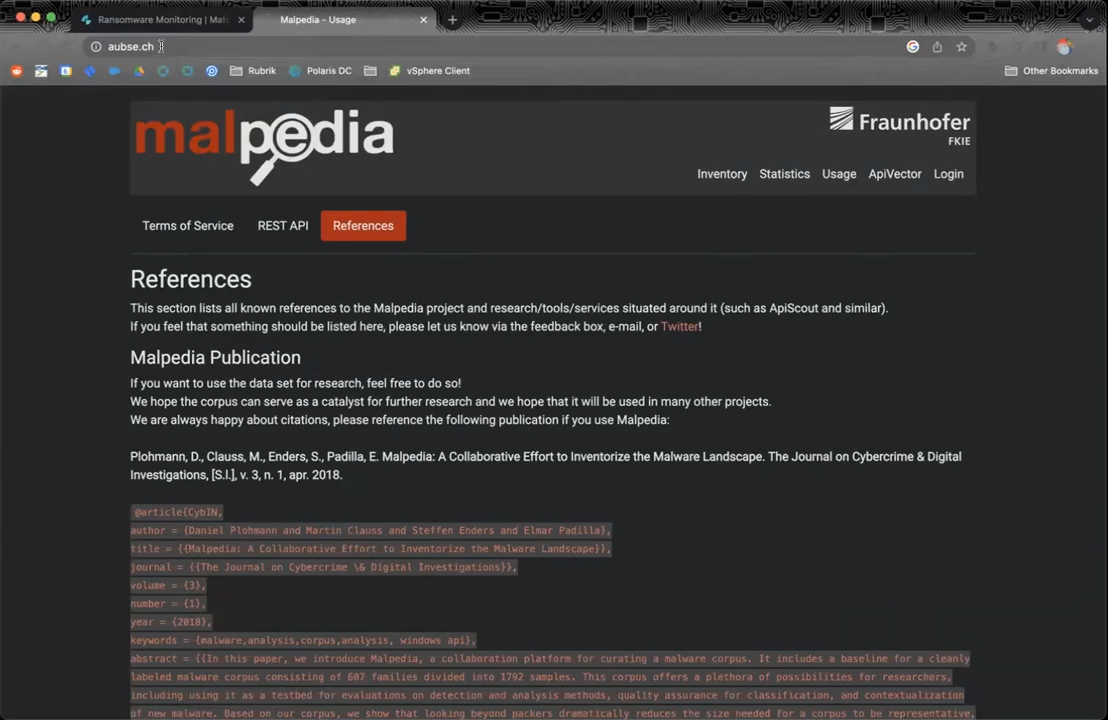 Ransomware Monitoring | Mat
Malpedia - Usage
aubse.ch
Rubrik
Polaris DC
vSphere Client
Other Bookmarks
malpedia
Fraunhofer
FKIE
Inventory
Statistics
Usage
ApiVector
Login
Terms of Service
REST API
References
References
This section lists all known references to the Malpedia project and research/tools/services situated around it (such as ApiScout and similar).
If you feel that something should be listed here, please let us know via the feedback box, e-mail, or Twitter!
Malpedia Publication
If you want to use the data set for research, feel free to do so!
We hope the corpus can serve as a catalyst for further research and we hope that it will be used in many other projects.
We are always happy about citations, please reference the following publication if you use Malpedia:
Plohmann, D., Clauss, M., Enders, S., Padilla, E. Malpedia: A Collaborative Effort to Inventorize the Malware Landscape. The Journal on Cybercrime & Digital
Investigations, [S.l.], v. 3, n. 1, apr. 2018.
@article{CybIN,
author = {Daniel Plohmann and Martin Clauss and Steffen Enders and Elmar Padilla},
title = {{Malpedia: A Collaborative Effort to Inventorize the Malware Landscape}},
journal = {{The Journal on Cybercrime \& Digital Investigations}},
volume = {3},
number = {1},
year = {2018},
keywords = {malware,analysis,corpus,analysis, windows api},
abstract = {{In this paper, we introduce Malpedia, a collaboration platform for curating a malware corpus. It includes a baseline for a cleanly
labeled malware corpus consisting of 607 families divided into 1792 samples. This corpus offers a plethora of possibilities for researchers,
including using it as a testbed for evaluations on detection and analysis methods, quality assurance for classification, and contextualization
of new malware. Based on our corpus, we show that looking beyond packers dramatically reduces the size needed for a corpus to be representative,